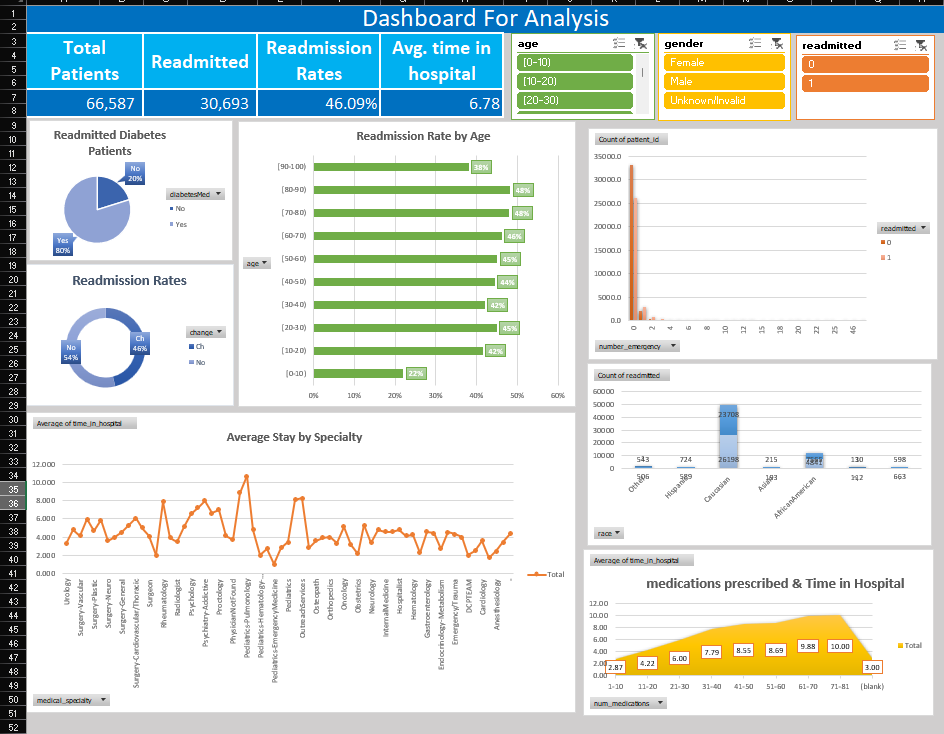 Dashboard For Analysis
Total Patients
Readmitted
Readmission Rates
Avg. time in hospital
66,587
30,693
46.09%
6.78
age
[0-10)
[10-20)
[20-30)
gender
Female
Male
Unknown/Invalid
readmitted
0
1
Readmitted Diabetes
Patients
No
20%
Yes
80%
diabetesMed
No
Yes
Readmission Rates
Ch
46%
No
54%
change
Ch
No
Readmission Rate by Age
[90-100)
38%
[80-90)
48%
[70-80)
48%
[60-70)
46%
[50-60)
45%
[40-50)
44%
[30-40)
42%
[20-30)
45%
[10-20)
42%
[0-10)
22%
0% 10% 20% 30% 40% 50% 60%
age
Count of patient_id
35000.0
30000.0
25000.0
20000.0
15000.0
10000.0
5000.0
0.0
0 2 4 6 8 10 12 15 18 20 22 25 46
readmitted
0
1
number_emergency
Count of readmitted
60000
50000
40000
30000
20000
10000
0
543 724 23708 215 130 598
506 589 26198 193 4841 112 663
Other Hispanic Caucasian Asian AfricanAmerican ?
race
Average of time_in_hospital
Average Stay by Specialty
12.000
10.000
8.000
6.000
4.000
2.000
0.000
Urology
Surgery-Vascular
Surgery-Plastic
Surgery-Neuro
Surgery-General
Surgery-Cardiovascular/Thoracic
Surgeon
Rheumatology
Radiologist
Psychology
Psychiatry-Addictive
Proctology
PhysicianNotFound
Pediatrics-Pulmonology
Pediatrics-Hematology-…
Pediatrics-EmergencyMedicine
Pediatrics
OutreachServices
Osteopath
Orthopedics
Oncology
Obstetrics
Neurology
InternalMedicine
Hospitalist
Hematology
Gastroenterology
Endocrinology-Metabolism
Emergency/Trauma
DCPTEAM
Cardiology
Anesthesiology
Total
medical_specialty
Average of time_in_hospital
medications prescribed & Time in Hospital
12.00
10.00
8.00
6.00
4.00
2.00
0.00
2.87 4.22 6.00 7.79 8.55 8.69 9.88 10.00 3.00
1-10 11-20 21-30 31-40 41-50 51-60 61-70 71-81 (blank)
Total
num_medications